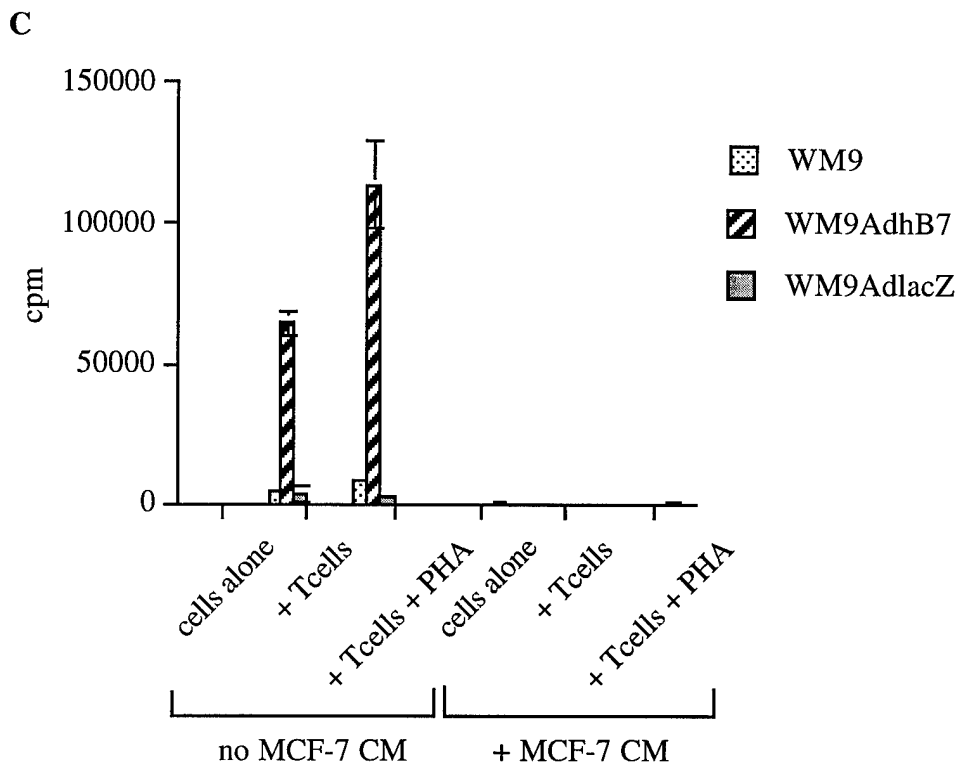 C
150000
100000
50000
0
cpm
WM9
WM9AdhB7
WM9AdlacZ
cells alone
+ Tcells
+ Tcells + PHA
cells alone
+ Tcells
+ Tcells + PHA
no MCF-7 CM
+ MCF-7 CM